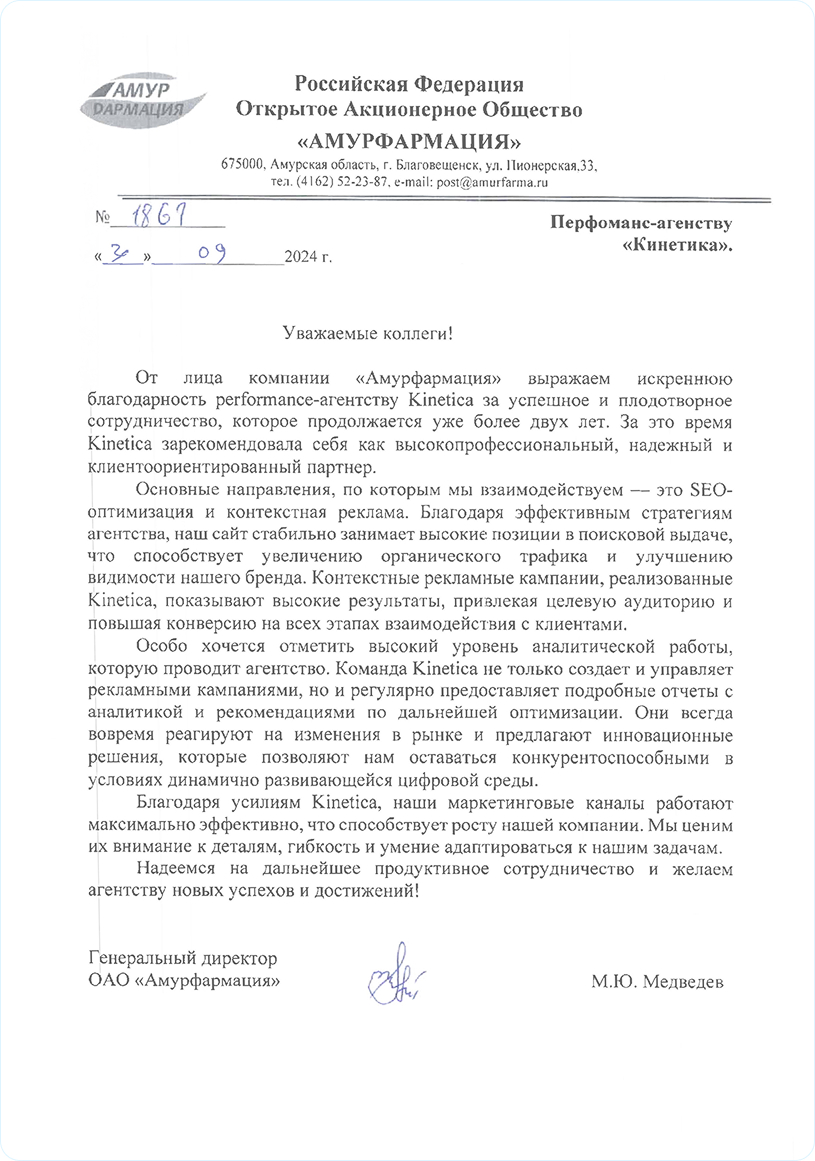 АМУР
ФАРМАЦИЯ
Российская Федерация
Открытое Акционерное Общество
«АМУРФАРМАЦИЯ»
675000, Амурская область, г. Благовещенск, ул. Пионерская,33,
тел. (4162) 52-23-87, e-mail: post@amurfarma.ru
№ 1867
«30» 09 2024 г.
Перфоманс-агенству
«Кинетика».
Уважаемые коллеги!
От лица компании «Амурфармация» выражаем искреннюю
благодарность performance-агентству Kinetica за успешное и плодотворное
сотрудничество, которое продолжается уже более двух лет. За это время
Kinetica зарекомендовала себя как высокопрофессиональный, надежный и
клиентоориентированный партнер.
Основные направления, по которым мы взаимодействуем — это SEO-
оптимизация и контекстная реклама. Благодаря эффективным стратегиям
агентства, наш сайт стабильно занимает высокие позиции в поисковой выдаче,
что способствует увеличению органического трафика и улучшению
видимости нашего бренда. Контекстные рекламные кампании, реализованные
Kinetica, показывают высокие результаты, привлекая целевую аудиторию и
повышая конверсию на всех этапах взаимодействия с клиентами.
Особо хочется отметить высокий уровень аналитической работы,
которую проводит агентство. Команда Kinetica не только создает и управляет
рекламными кампаниями, но и регулярно предоставляет подробные отчеты с
аналитикой и рекомендациями по дальнейшей оптимизации. Они всегда
вовремя реагируют на изменения в рынке и предлагают инновационные
решения, которые позволяют нам оставаться конкурентоспособными в
условиях динамично развивающейся цифровой среды.
Благодаря усилиям Kinetica, наши маркетинговые каналы работают
максимально эффективно, что способствует росту нашей компании. Мы ценим
их внимание к деталям, гибкость и умение адаптироваться к нашим задачам.
Надеемся на дальнейшее продуктивное сотрудничество и желаем
агентству новых успехов и достижений!
Генеральный директор
ОАО «Амурфармация»
М.Ю. Медведев